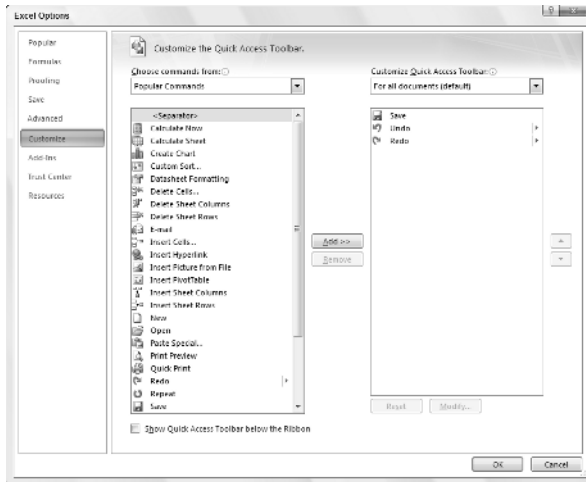 Excel Options
Popular
Formulas
Proofing
Save
Advanced
Customize
Add-Ins
Trust Center
Resources
Customize the Quick Access Toolbar.
Choose commands from:
Popular Commands
<Separator>
Calculate Now
Calculate Sheet
Create Chart
Custom Sort...
Datasheet Formatting
Delete Cells...
Delete Sheet Columns
Delete Sheet Rows
E-mail
Insert Cells...
Insert Hyperlink
Insert Picture from File
Insert PivotTable
Insert Sheet Columns
Insert Sheet Rows
New
Open
Paste Special...
Print Preview
Quick Print
Redo
Repeat
Save
Show Quick Access Toolbar below the Ribbon
Add >>
Remove
Customize Quick Access Toolbar:
For all documents (default)
Save
Undo
Redo
Reset
Modify...
OK
Cancel